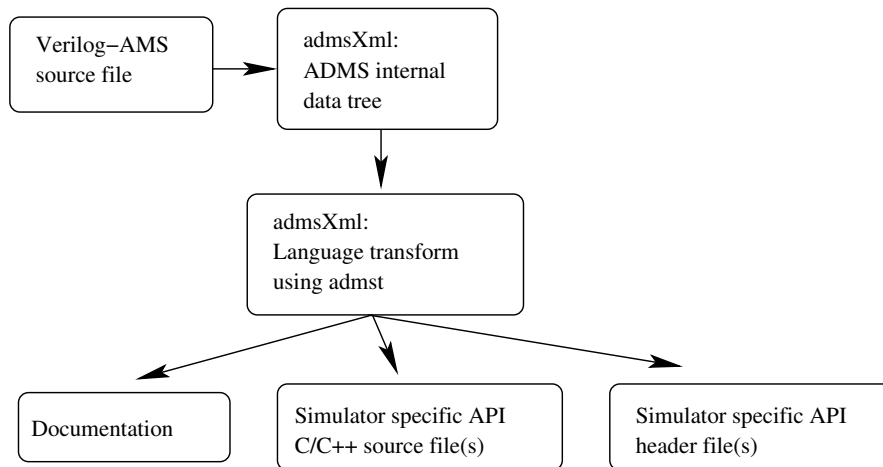 Verilog−AMS
source file
admsXml:
ADMS internal
data tree
admsXml:
Language transform
using admst
Documentation
Simulator specific API
C/C++ source file(s)
Simulator specific API
header file(s)